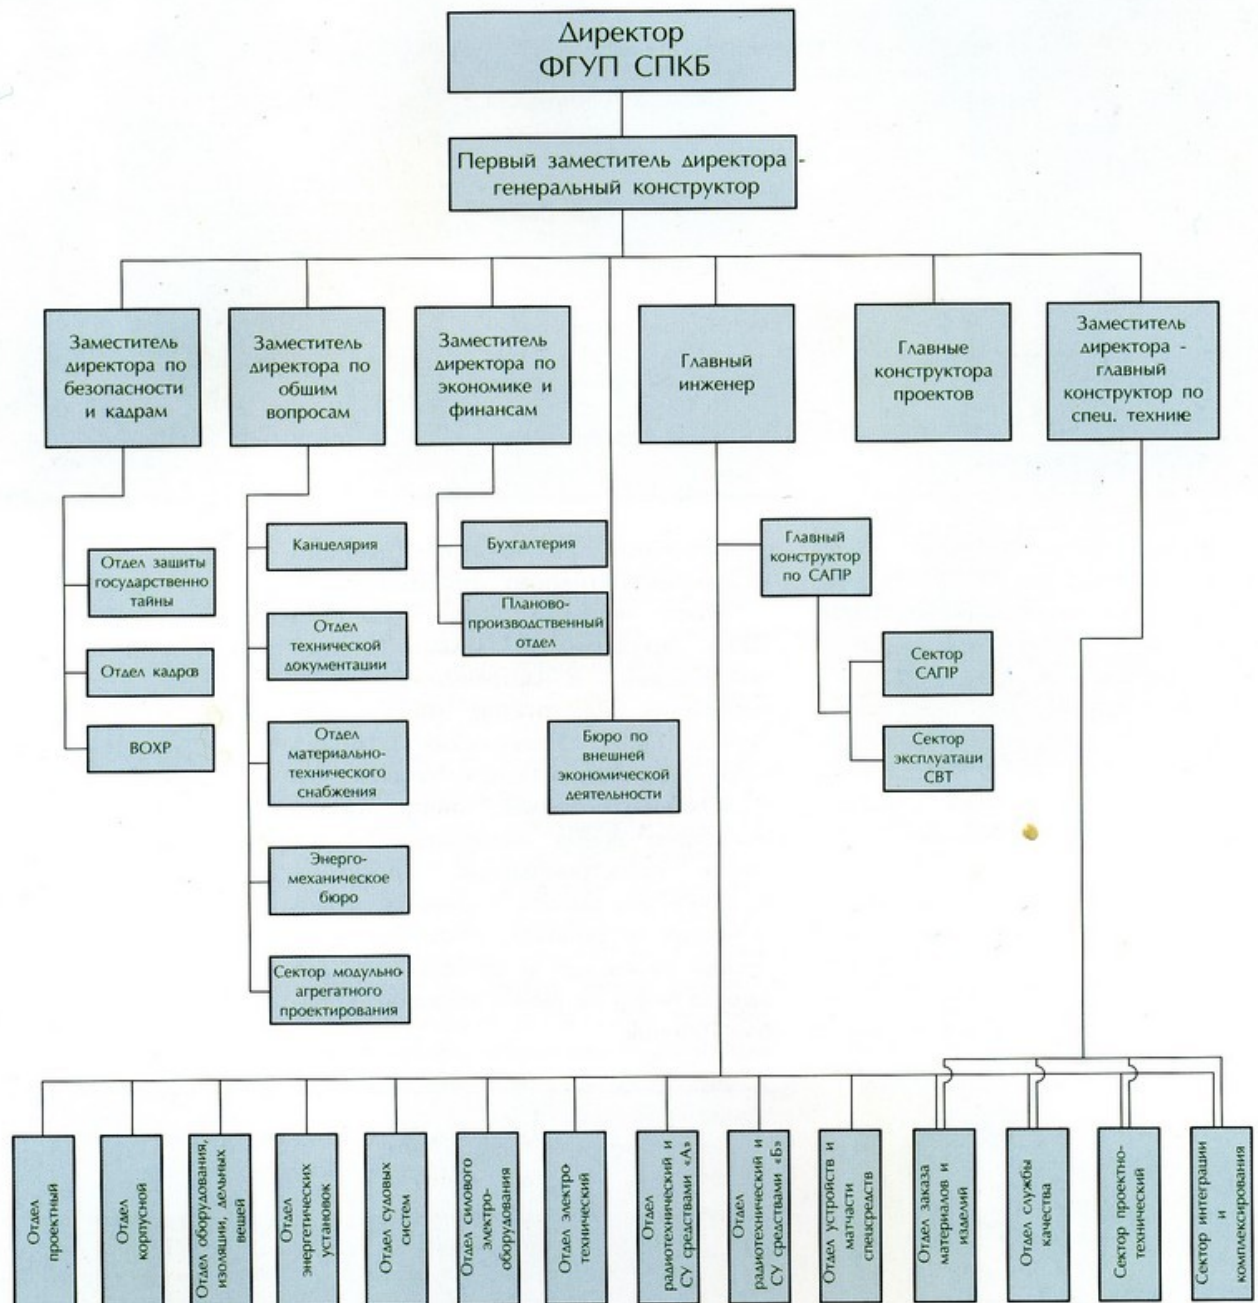 Директор
ФГУП СПКБ
Первый заместитель директора -
генеральный конструктор
Заместитель
директора по
безопасности
и кадрам
Заместитель
директора по
обшим
вопросам
Заместитель
директора по
экономике и
финансам
Главный
инженер
Главные
конструктора
проектов
Заместитель
директора -
главный
конструктор по
спец. технике
Отдел зашиты
государственно
тайны
Отдел кадров
ВОХР
Канцелярия
Отдел
технической
документации
Отдел
материально-
технического
снабжения
Энерго-
механическое
бюро
Сектор модульно-
агрегатного
проектирования
Бухгалтерия
Планово-
производственный
отдел
Бюро по
внешней
экономической
деятельности
Главный
конструктор
по САПР
Сектор
САПР
Сектор
эксплуатаци
СВТ
Отдел
проектный
Отдел
корпусной
Отдел оборудования,
изоляции, дельных
вешей
Отдел
энергетических
установок
Отдел судовых
систем
Отдел силового
электро-
оборудования
Отдел электро
технический
Отдел
радиотехнический и
СУ средствами «А»
Отдел
радиотехнический и
СУ средствами «Б»
Отдел устройств и
матчасти
спецсредств
Отдел заказа
материалов и
изделий
Отдел службы
качества
Сектор проектно-
технический
Сектор интеграции
и
комплексирования